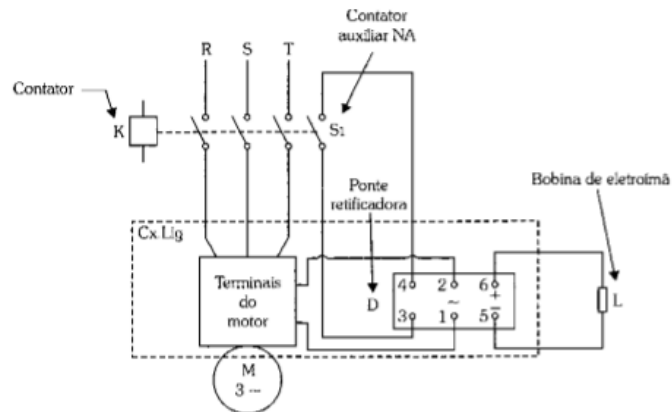 Contator
auxiliar NA
R S T
Contator
K
S1
Ponte
retificadora
Bobina de eletroímã
Cx Lig
Terminais
do
motor
D
4 2 6
~ +
3 1 5
–
L
M
3 ~